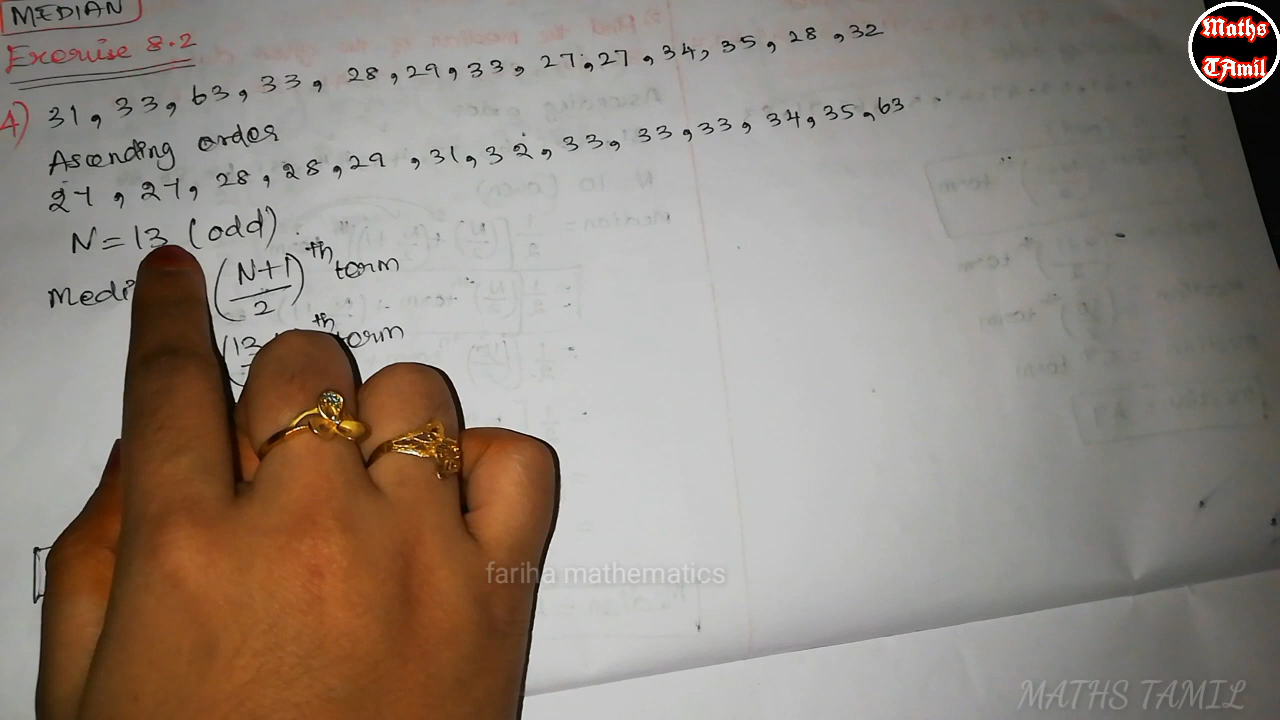 MEDIAN
Exercise 8.2
4) 31, 33, 63, 33, 28, 29, 33, 27, 27, 34, 35, 28, 32
Ascending order
27, 27, 28, 28, 29, 31, 32, 33, 33, 33, 34, 35, 63
N = 13 (odd).
Medi (N+1/2)th term
(13 th term
fariha mathematics
Maths
TAmil
MATHS TAMIL